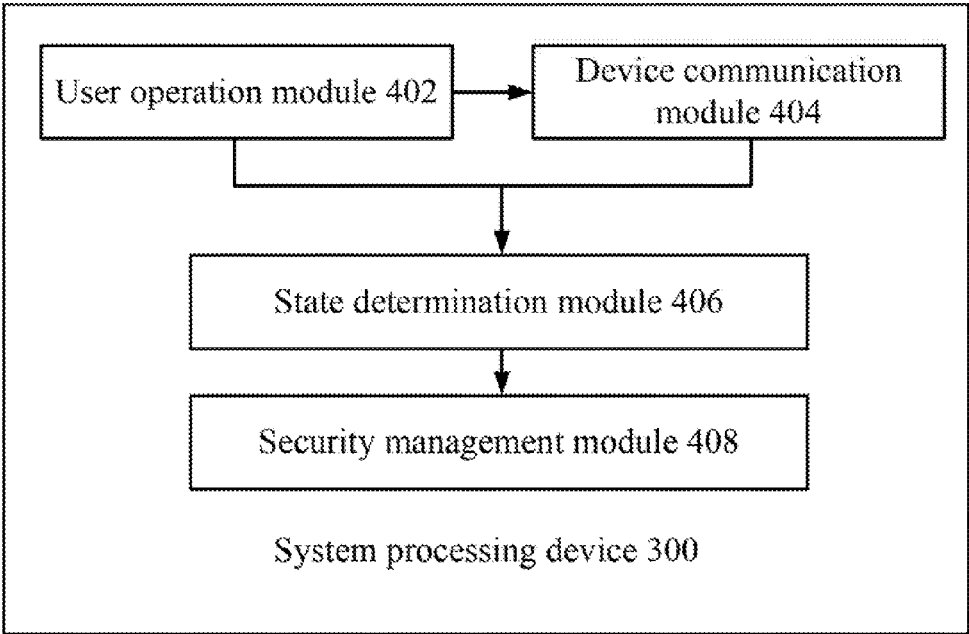 User operation module 402
Device communication
module 404
State determination module 406
Security management module 408
System processing device 300